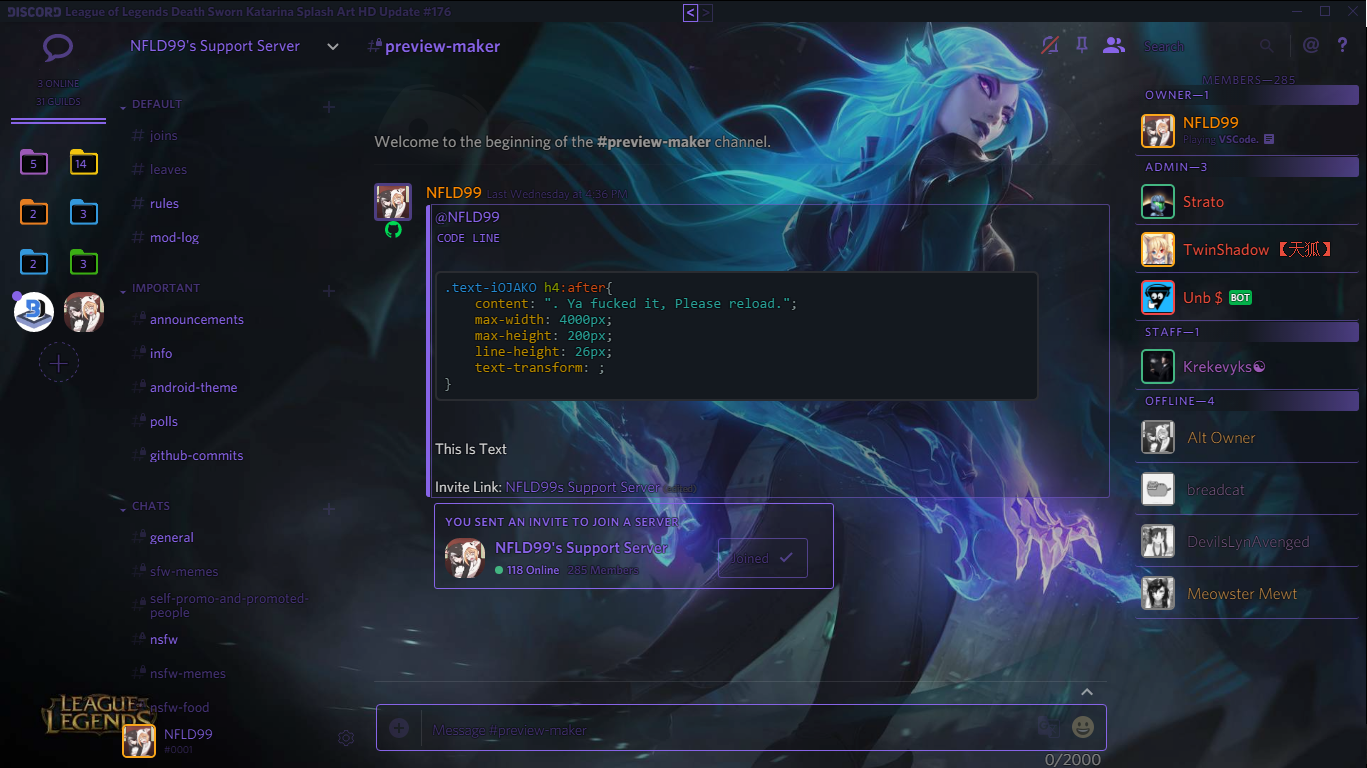 DISCORD League of Legends Death Sworn Katarina Splash Art HD Update #176
< >
NFLD99's Support Server
#preview-maker
Search
@ ?
3 ONLINE
31 GUILDS
5
14
2
3
2
3
DEFAULT
# joins
# leaves
# rules
# mod-log
IMPORTANT
announcements
info
android-theme
polls
github-commits
CHATS
general
sfw-memes
self-promo-and-promoted-
people
nsfw
nsfw-memes
nsfw-food
LEAGUE
OF
LEGENDS
NFLD99
#0001
Welcome to the beginning of the #preview-maker channel.
NFLD99 Last Wednesday at 4:36 PM
@NFLD99
CODE LINE
.text-iOJAKO h4:after{
content: ". Ya fucked it, Please reload.";
max-width: 4000px;
max-height: 200px;
line-height: 26px;
text-transform: ;
}
This Is Text
Invite Link: NFLD99s Support Server (edited)
YOU SENT AN INVITE TO JOIN A SERVER
NFLD99's Support Server
118 Online 285 Members
Joined
Message #preview-maker
0/2000
MEMBERS—285
OWNER—1
NFLD99
Playing VSCode.
ADMIN—3
Strato
TwinShadow 【天狐】
Unb $ BOT
STAFF—1
Krekevyks☯
OFFLINE—4
Alt Owner
breadcat
DevilsLynAvenged
Meowster Mewt